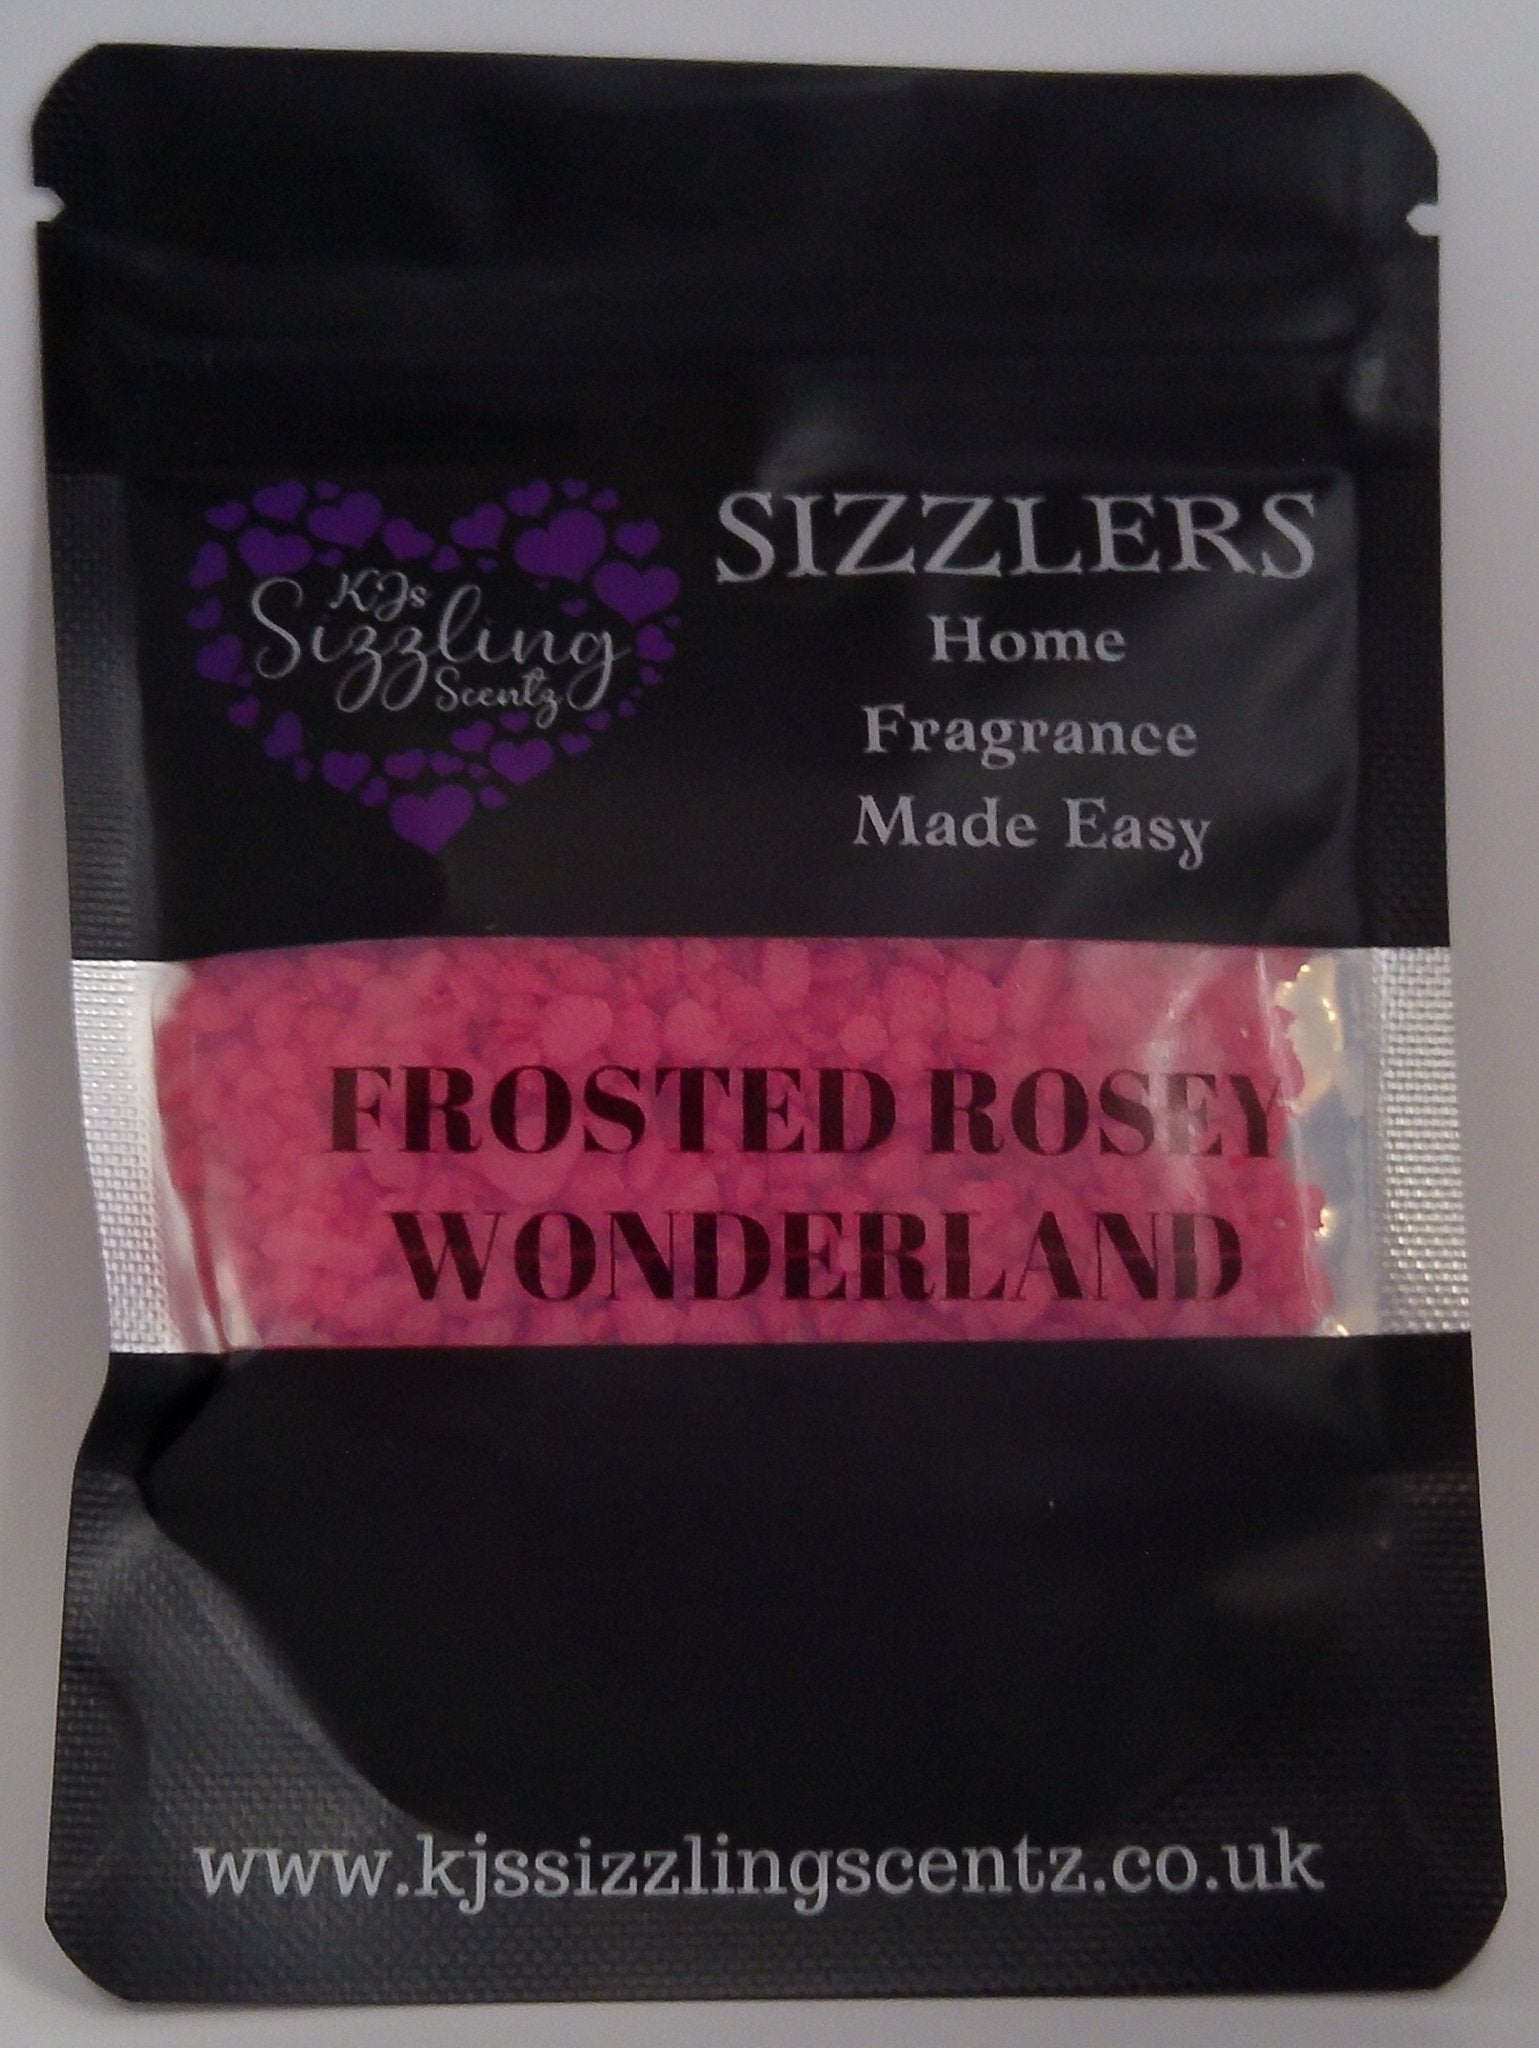 KJs
Sizzling
Scentz
SIZZLERS
Home
Fragrance
Made Easy
FROSTED ROSEY
WONDERLAND
www.kjssizzlingscentz.co.uk